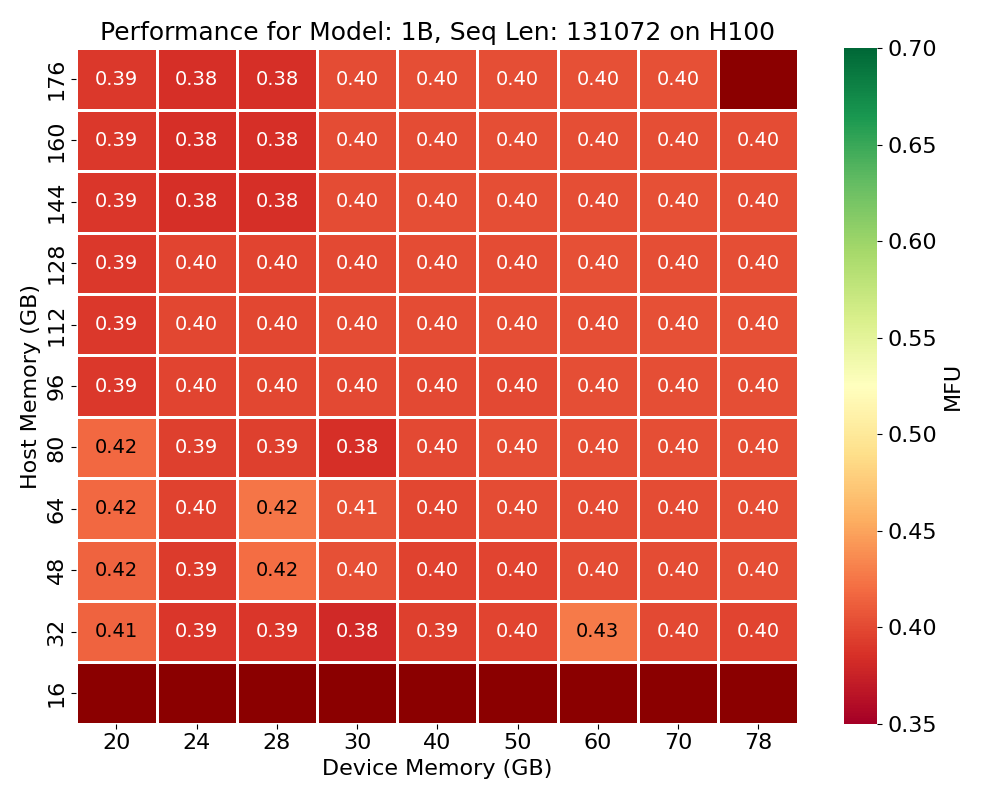 Performance for Model: 1B, Seq Len: 131072 on H100
176 0.39 0.38 0.38 0.40 0.40 0.40 0.40 0.40
160 0.39 0.38 0.38 0.40 0.40 0.40 0.40 0.40 0.40
144 0.39 0.38 0.38 0.40 0.40 0.40 0.40 0.40 0.40
128 0.39 0.40 0.40 0.40 0.40 0.40 0.40 0.40 0.40
112 0.39 0.40 0.40 0.40 0.40 0.40 0.40 0.40 0.40
96 0.39 0.40 0.40 0.40 0.40 0.40 0.40 0.40 0.40
80 0.42 0.39 0.39 0.38 0.40 0.40 0.40 0.40 0.40
64 0.42 0.40 0.42 0.41 0.40 0.40 0.40 0.40 0.40
48 0.42 0.39 0.42 0.40 0.40 0.40 0.40 0.40 0.40
32 0.41 0.39 0.39 0.38 0.39 0.40 0.43 0.40 0.40
16
Host Memory (GB)
20 24 28 30 40 50 60 70 78
Device Memory (GB)
0.70
0.65
0.60
0.55
0.50
0.45
0.40
0.35
MFU